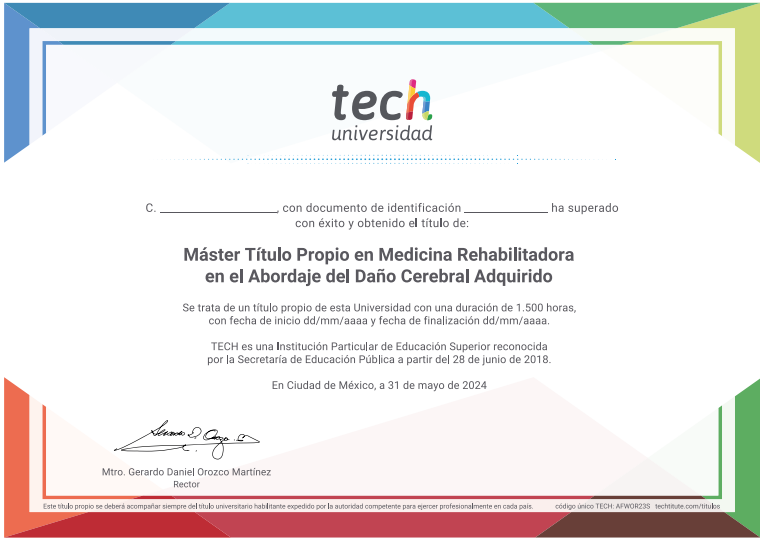 tech
universidad
C. ____________________, con documento de identificación ______________ ha superado
con éxito y obtenido el título de:
Máster Título Propio en Medicina Rehabilitadora
en el Abordaje del Daño Cerebral Adquirido
Se trata de un título propio de esta Universidad con una duración de 1.500 horas,
con fecha de inicio dd/mm/aaaa y fecha de finalización dd/mm/aaaa.
TECH es una Institución Particular de Educación Superior reconocida
por la Secretaría de Educación Pública a partir del 28 de junio de 2018.
En Ciudad de México, a 31 de mayo de 2024
Mtro. Gerardo Daniel Orozco Martínez
Rector
Este título propio se deberá acompañar siempre del título universitario habilitante expedido por la autoridad competente para ejercer profesionalmente en cada país. código único TECH: AFWOR23S techtitute.com/titulos